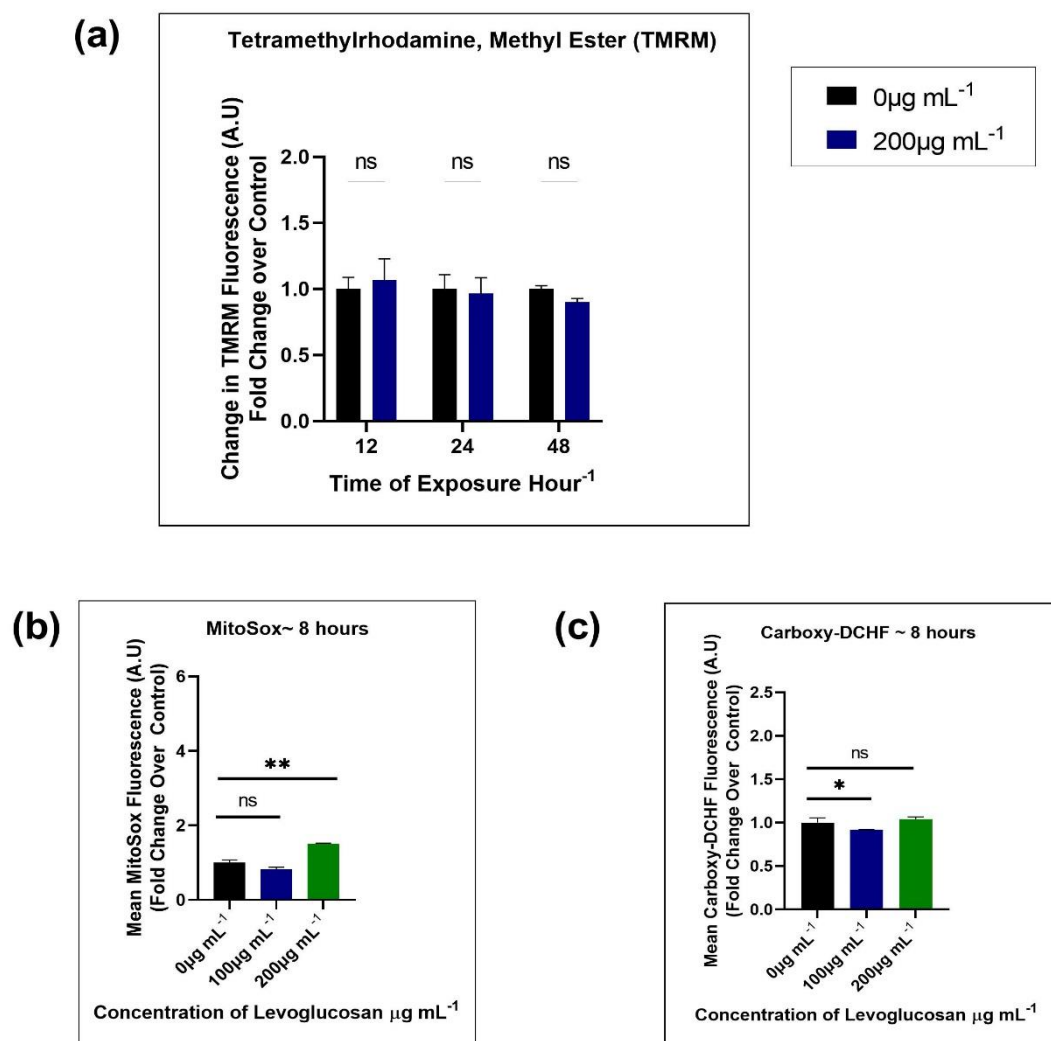 (a)
Tetramethylrhodamine, Methyl Ester (TMRM)
0µg mL⁻¹
200µg mL⁻¹
Change in TMRM Fluorescence (A.U)
Fold Change over Control
2.0
1.5
1.0
0.5
0.0
ns
ns
ns
12
24
48
Time of Exposure Hour⁻¹
(b)
MitoSox~ 8 hours
Mean MitoSox Fluorescence (A.U)
(Fold Change Over Control)
6
4
2
0
**
ns
0µg mL⁻¹
100µg mL⁻¹
200µg mL⁻¹
Concentration of Levoglucosan µg mL⁻¹
(c)
Carboxy-DCHF ~ 8 hours
Mean Carboxy-DCHF Fluorescence (A.U)
(Fold Change Over Control)
2.5
2.0
1.5
1.0
0.5
0.0
ns
*
0µg mL⁻¹
100µg mL⁻¹
200µg mL⁻¹
Concentration of Levoglucosan µg mL⁻¹